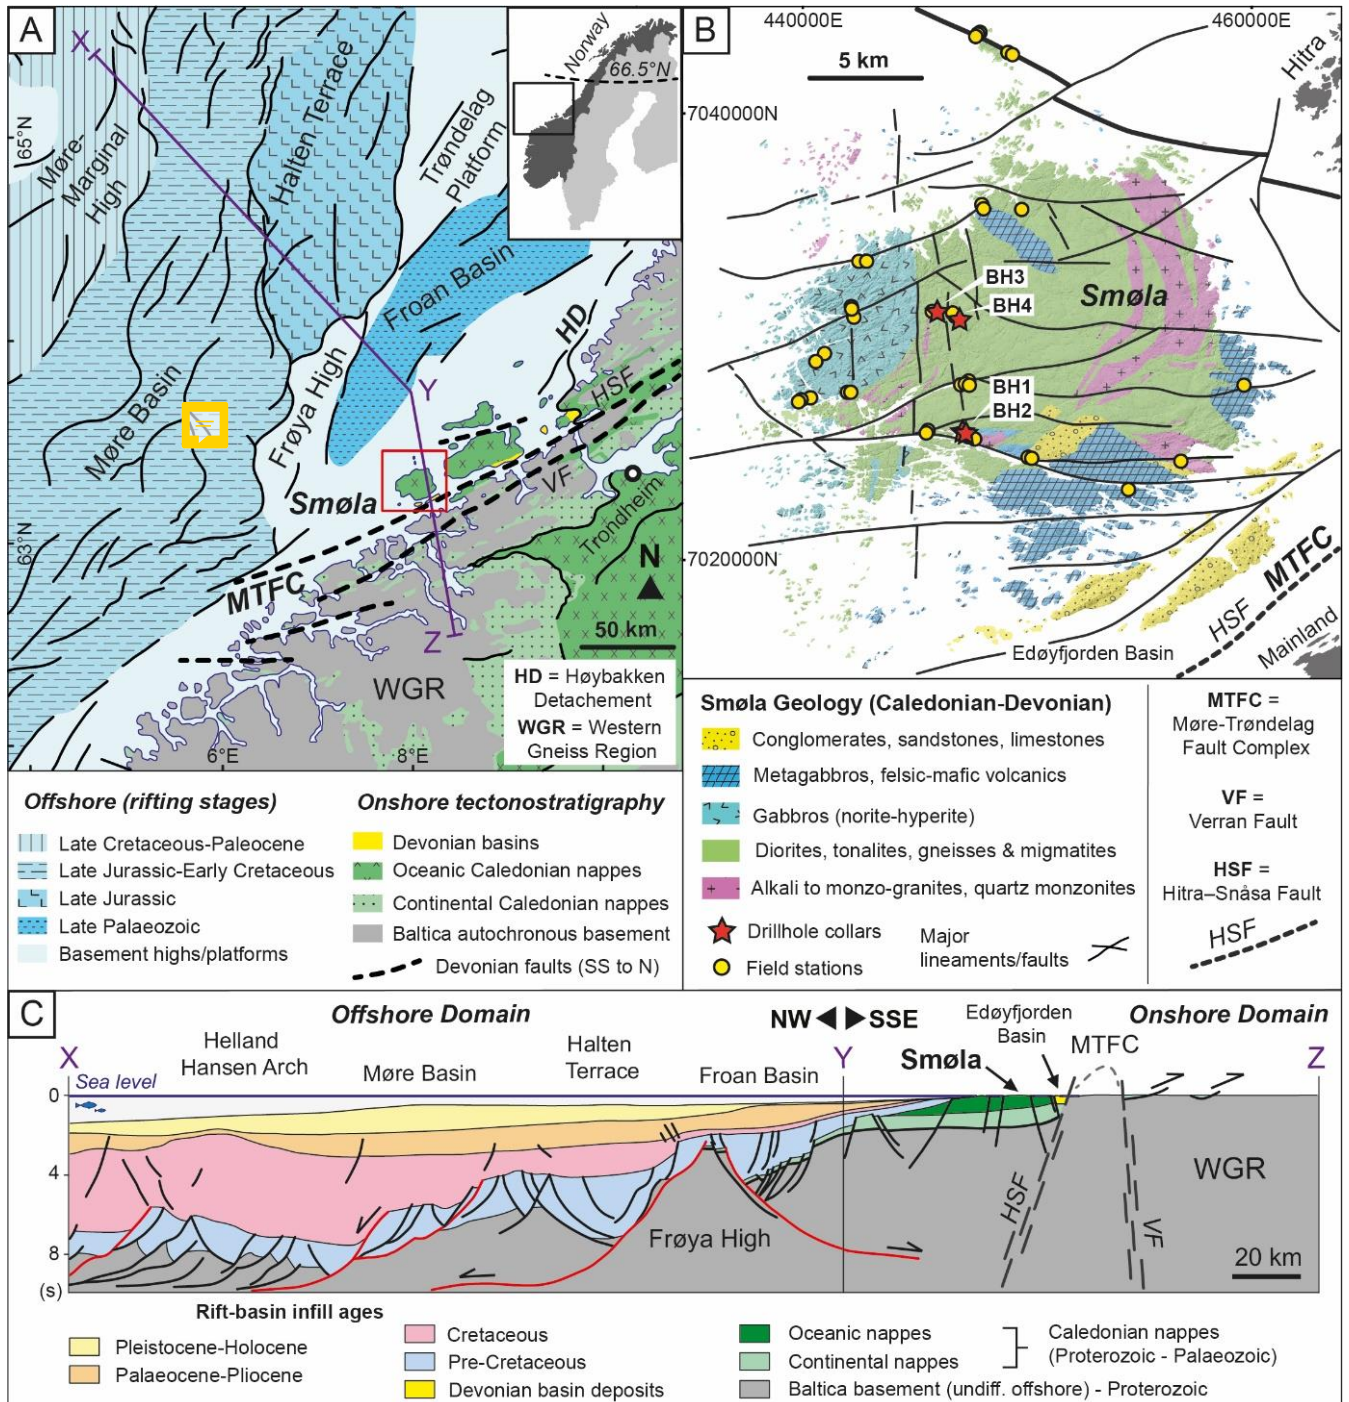 A
X
Norway
66.5°N
65°N
Møre-
Marginal
High
Halten Terrace
Trøndelag
Platform
Froan Basin
HD
HSF
Møre Basin
Frøya High
Y
VF
Smøla
Trondheim
63°N
MTFC
N
50 km
Z
WGR
HD = Høybakken
Detachement
WGR = Western
Gneiss Region
6°E
8°E
Offshore (rifting stages)
Late Cretaceous-Paleocene
Late Jurassic-Early Cretaceous
Late Jurassic
Late Palaeozoic
Basement highs/platforms
Onshore tectonostratigraphy
Devonian basins
Oceanic Caledonian nappes
Continental Caledonian nappes
Baltica autochronous basement
Devonian faults (SS to N)
B
440000E
460000E
5 km
Hitra
7040000N
BH3
BH4
Smøla
BH1
BH2
7020000N
MTFC
HSF
Edøyfjorden Basin
Mainland
Smøla Geology (Caledonian-Devonian)
Conglomerates, sandstones, limestones
Metagabbros, felsic-mafic volcanics
Gabbros (norite-hyperite)
Diorites, tonalites, gneisses & migmatites
Alkali to monzo-granites, quartz monzonites
Drillhole collars
Field stations
Major
lineaments/faults
MTFC =
Møre-Trøndelag
Fault Complex
VF =
Verran Fault
HSF =
Hitra–Snåsa Fault
HSF
C
Offshore Domain
NW
SSE
Edøyfjorden
Basin
Onshore Domain
X
Helland
Hansen Arch
Møre Basin
Halten
Terrace
Froan Basin
Y
Smøla
MTFC
Z
Sea level
0
4
8
(s)
Frøya High
HSF
VF
WGR
20 km
Rift-basin infill ages
Pleistocene-Holocene
Palaeocene-Pliocene
Cretaceous
Pre-Cretaceous
Devonian basin deposits
Oceanic nappes
Continental nappes
Caledonian nappes
(Proterozoic - Palaeozoic)
Baltica basement (undiff. offshore) - Proterozoic